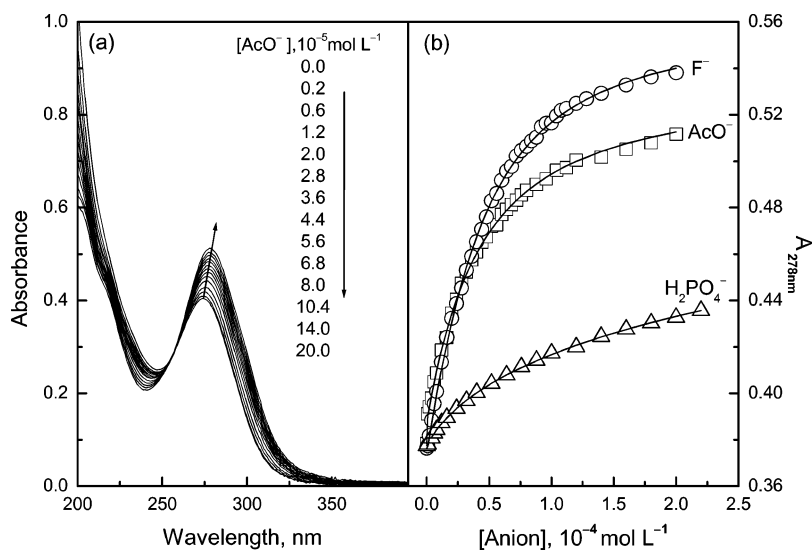 (a)
[AcO⁻],10⁻⁵mol L⁻¹
0.0
0.2
0.6
1.2
2.0
2.8
3.6
4.4
5.6
6.8
8.0
10.4
14.0
20.0
1.0
0.8
0.6
0.4
0.2
0.0
Absorbance
200 250 300 350
Wavelength, nm
(b)
F⁻
AcO⁻
H₂PO₄⁻
0.56
0.52
0.48
0.44
0.40
0.36
A₂₇₈ₙₘ
0.0 0.5 1.0 1.5 2.0 2.5
[Anion], 10⁻⁴ mol L⁻¹